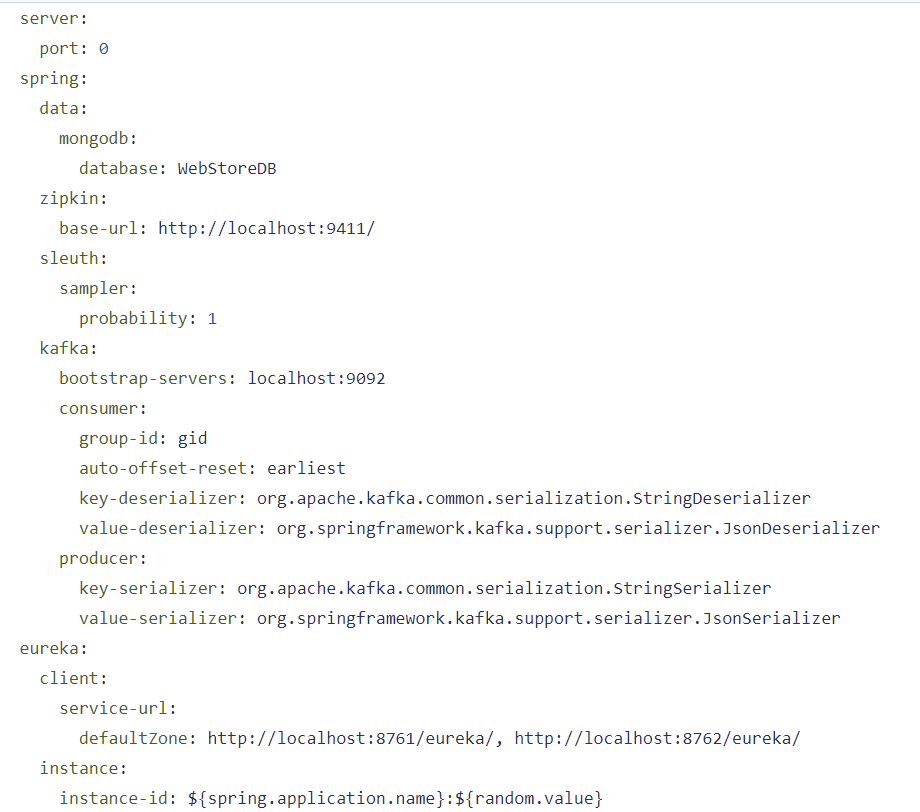 server:
  port: 0
spring:
  data:
    mongodb:
      database: WebStoreDB
  zipkin:
    base-url: http://localhost:9411/
  sleuth:
    sampler:
      probability: 1
  kafka:
    bootstrap-servers: localhost:9092
    consumer:
      group-id: gid
      auto-offset-reset: earliest
      key-deserializer: org.apache.kafka.common.serialization.StringDeserializer
      value-deserializer: org.springframework.kafka.support.serializer.JsonDeserializer
    producer:
      key-serializer: org.apache.kafka.common.serialization.StringSerializer
      value-serializer: org.springframework.kafka.support.serializer.JsonSerializer
eureka:
  client:
    service-url:
      defaultZone: http://localhost:8761/eureka/, http://localhost:8762/eureka/
  instance:
    instance-id: ${spring.application.name}:${random.value}